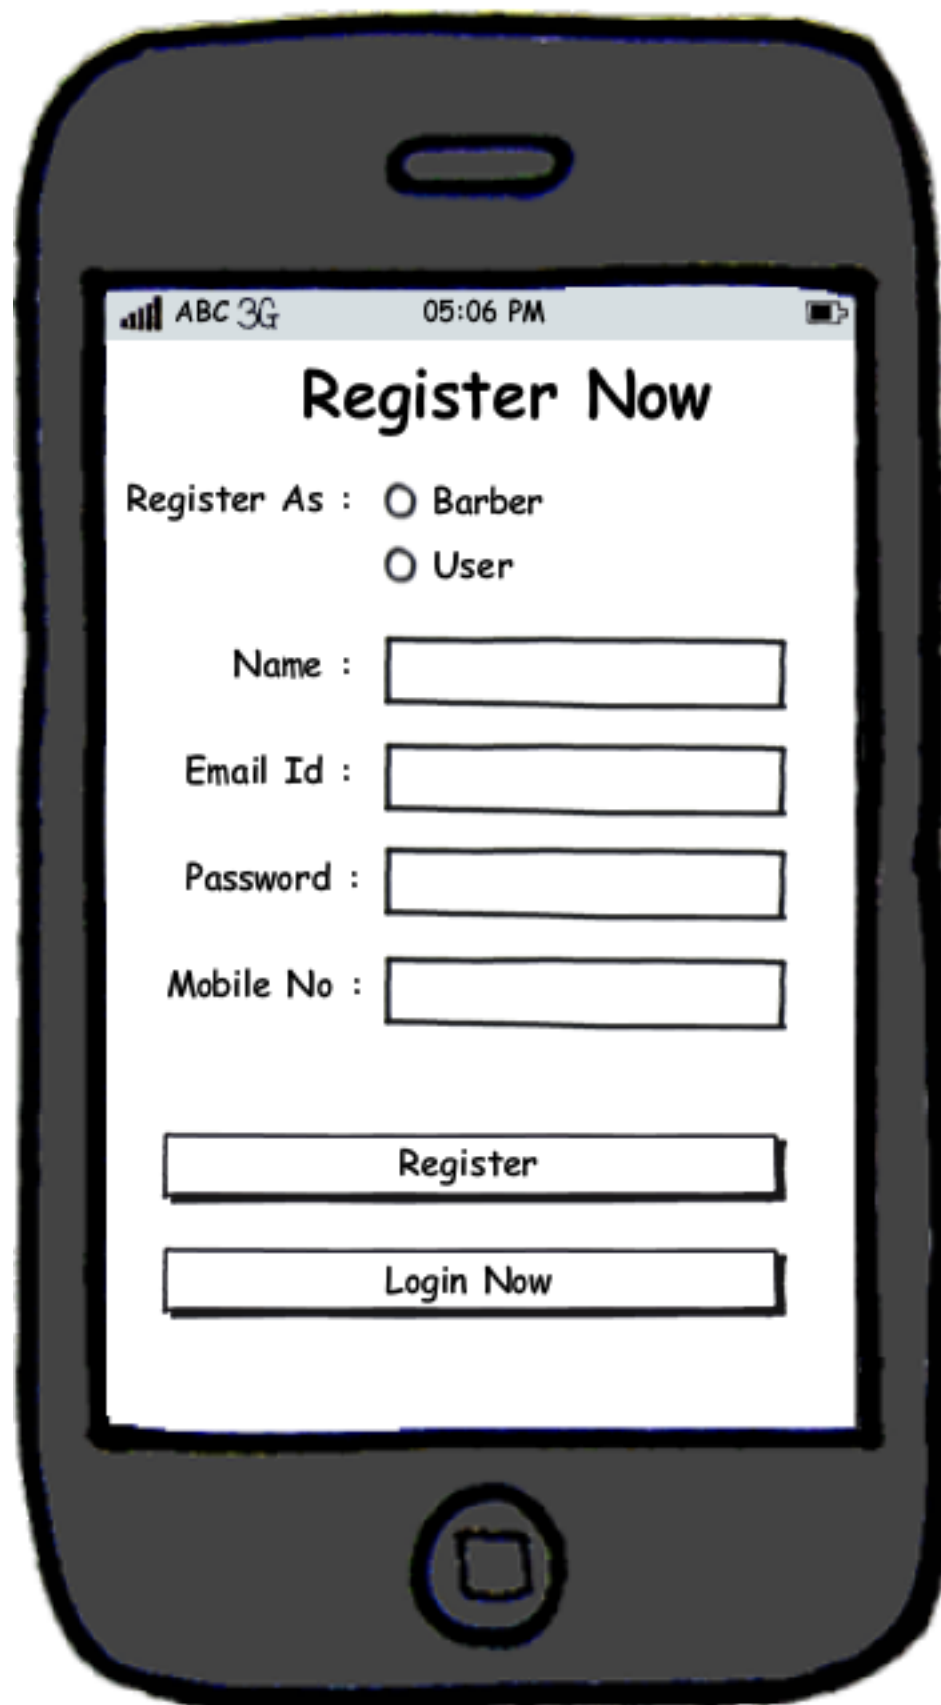 ABC 3G 05:06 PM
Register Now
Register As : Barber
User
Name :
Email Id :
Password :
Mobile No :
Register
Login Now